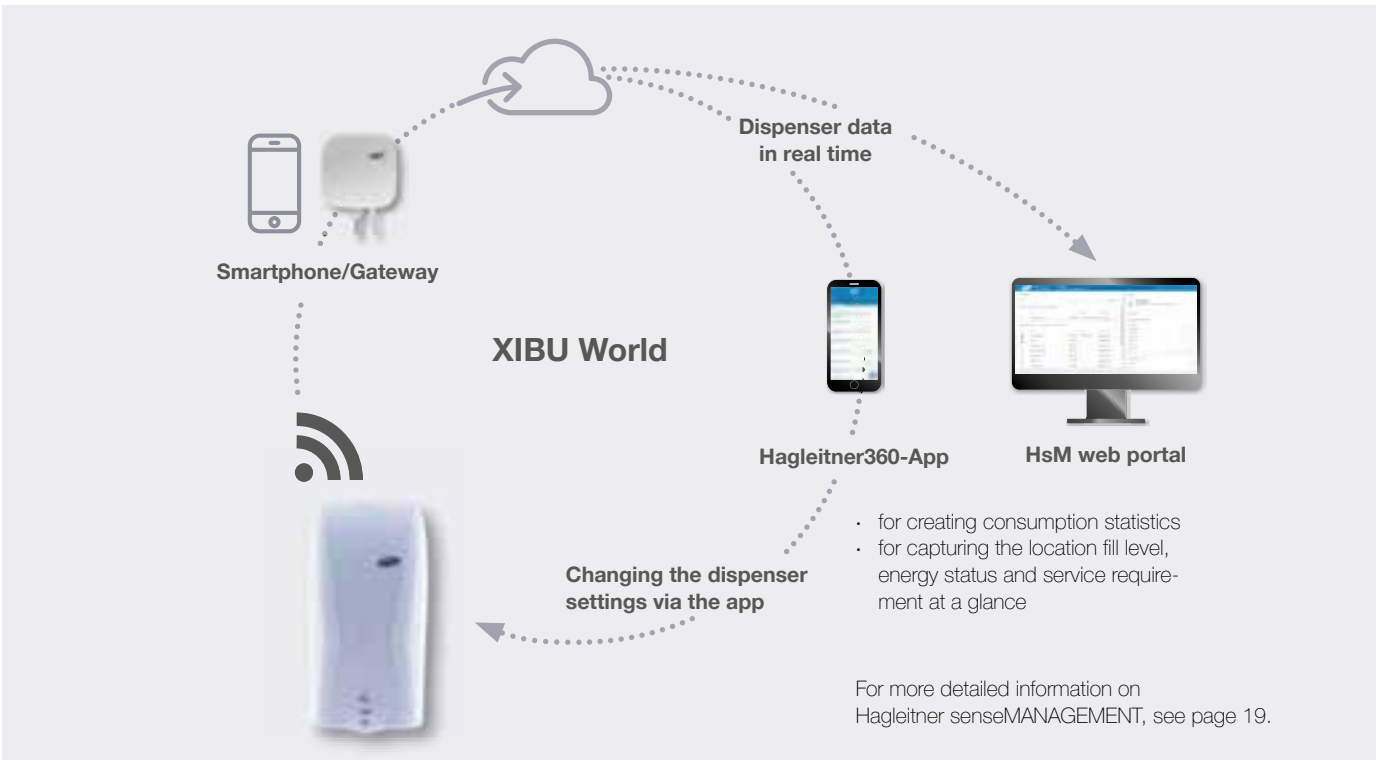 Dispenser data
in real time
Smartphone/Gateway
XIBU World
Hagleitner360-App
HsM web portal
· for creating consumption statistics
· for capturing the location fill level,
energy status and service require-
ment at a glance
Changing the dispenser
settings via the app
For more detailed information on
Hagleitner senseMANAGEMENT, see page 19.